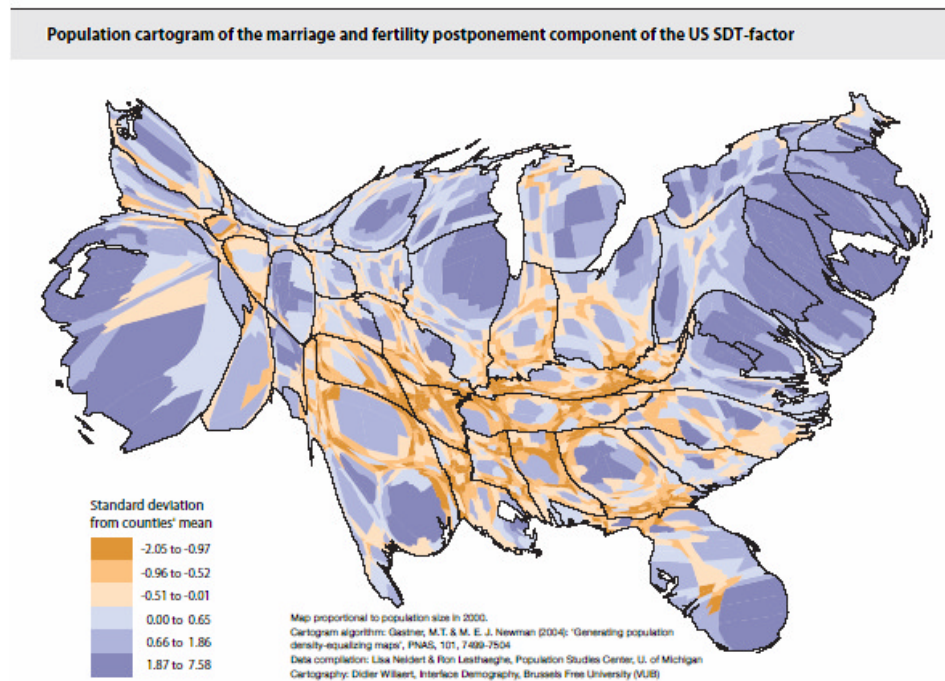 Population cartogram of the marriage and fertility postponement component of the US SDT-factor
Standard deviation
from counties' mean
-2.05 to -0.97
-0.96 to -0.52
-0.51 to -0.01
0.00 to 0.65
0.66 to 1.86
1.87 to 7.58
Map proportional to population size in 2000.
Cartogram algorithm: Gastner, M.T. & M. E. J. Newman (2004): 'Generating population
density-equalizing maps', PNAS, 101, 7499-7504
Data compilation: Lisa Neidert & Ron Lesthaeghe, Population Studies Center, U. of Michigan
Cartography: Didier Willaert, Interface Demography, Brussels Free University (VUB)